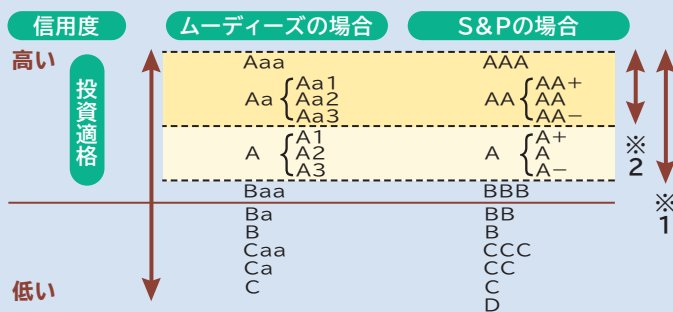 信用度 ムーディーズの場合 S&Pの場合
高い Aaa AAA
投資適格
Aa { Aa1 AA { AA+
Aa2 AA
Aa3 AA−
A { A1 A { A+
A2 A
A3 A−
※2
Baa BBB
※1
Ba BB
B B
Caa CCC
Ca CC
低い C C
D